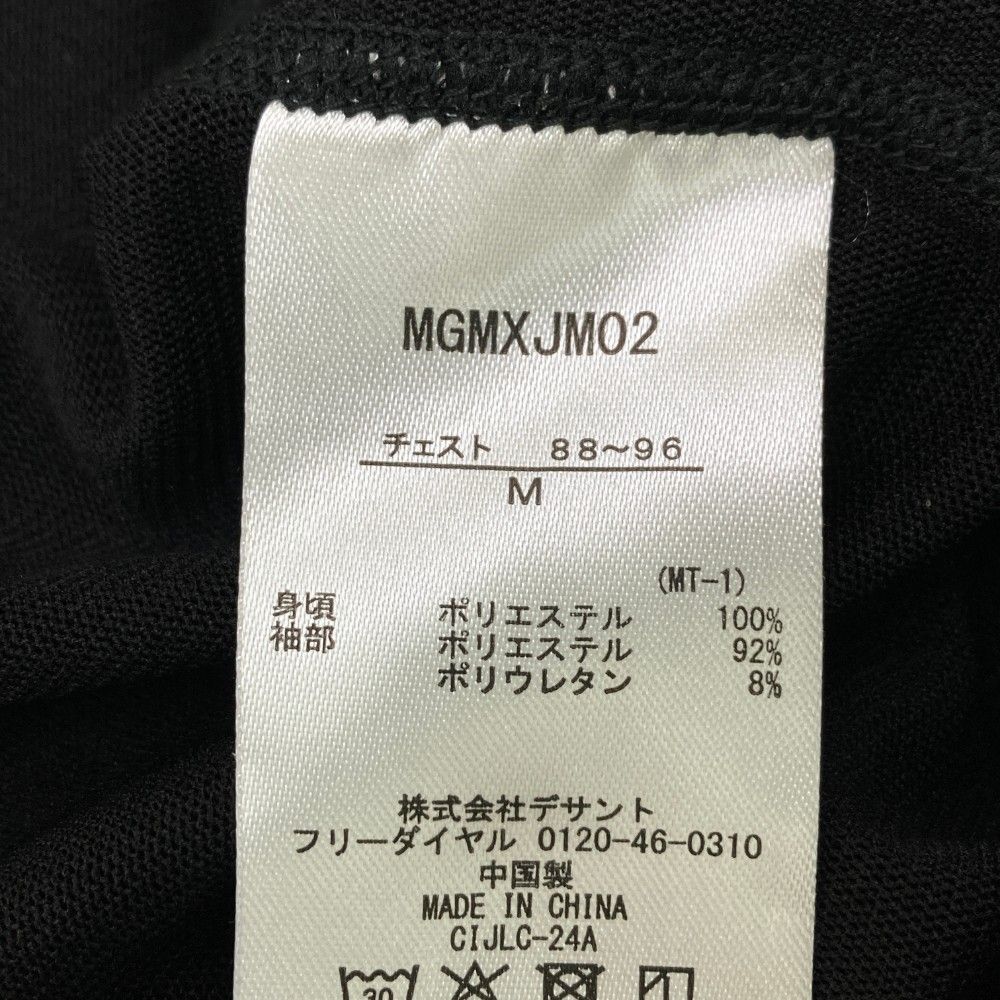 MGMXJM02
チェスト 88~96
M
(MT-1)
身頃 ポリエステル 100%
袖部 ポリエステル 92%
ポリウレタン 8%
株式会社デサント
フリーダイヤル 0120-46-0310
中国製
MADE IN CHINA
CIJLC-24A
30